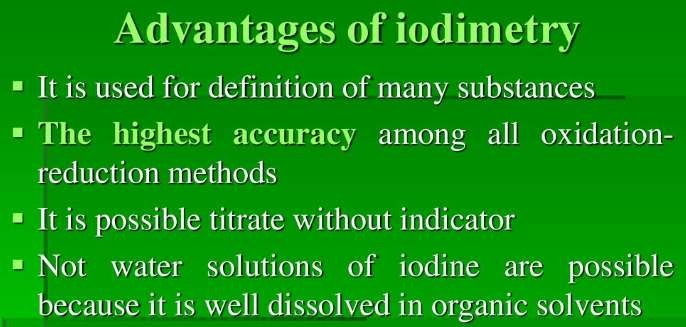 Advantages of iodimetry
▪ It is used for definition of many substances
▪ The highest accuracy among all oxidation-
reduction methods
▪ It is possible titrate without indicator
▪ Not water solutions of iodine are possible
because it is well dissolved in organic solvents